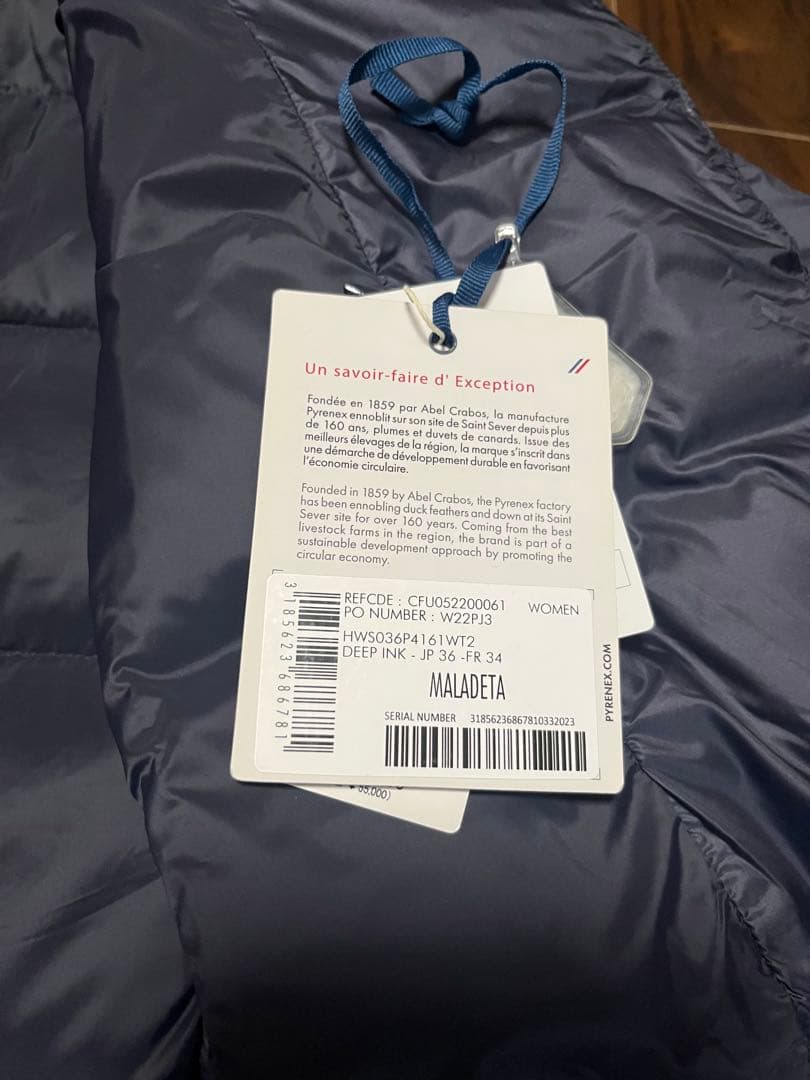 Un savoir-faire d' Exception
Fondée en 1859 par Abel Crabos, la manufacture
Pyrenex ennoblit sur son site de Saint Sever depuis plus
de 160 ans, plumes et duvets de canards. Issue des
meilleurs élevages de la région, la marque s'inscrit dans
une démarche de développement durable en favorisant
l'économie circulaire.
Founded in 1859 by Abel Crabos, the Pyrenex factory
has been ennobling duck feathers and down at its Saint
Sever site for over 160 years. Coming from the best
livestock farms in the region, the brand is part of a
sustainable development approach by promoting the
circular economy.
3185623686781
REFCDE : CFU052200061 WOMEN
PO NUMBER : W22PJ3
HWS036P4161WT2
DEEP INK - JP 36 -FR 34
MALADETA
SERIAL NUMBER 31856236867810332023
PYRENEX.COM